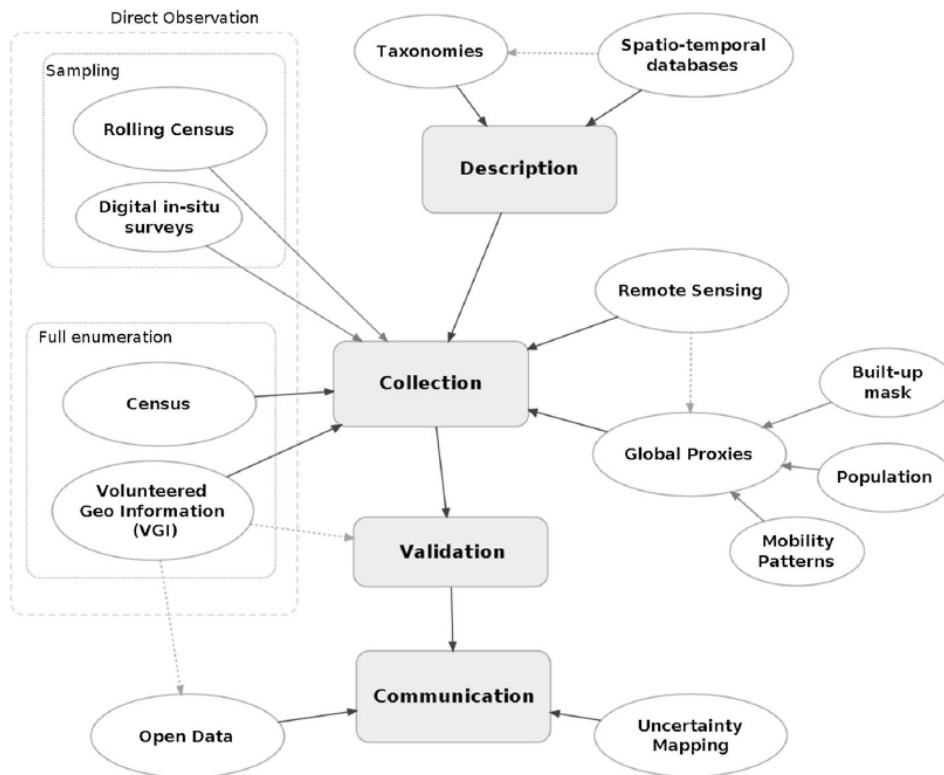 Direct Observation
Sampling
Rolling Census
Digital in-situ
surveys
Taxonomies
Spatio-temporal
databases
Description
Remote Sensing
Full enumeration
Census
Collection
Built-up
mask
Global Proxies
Population
Mobility
Patterns
Volunteered
Geo Information
(VGI)
Validation
Communication
Open Data
Uncertainty
Mapping